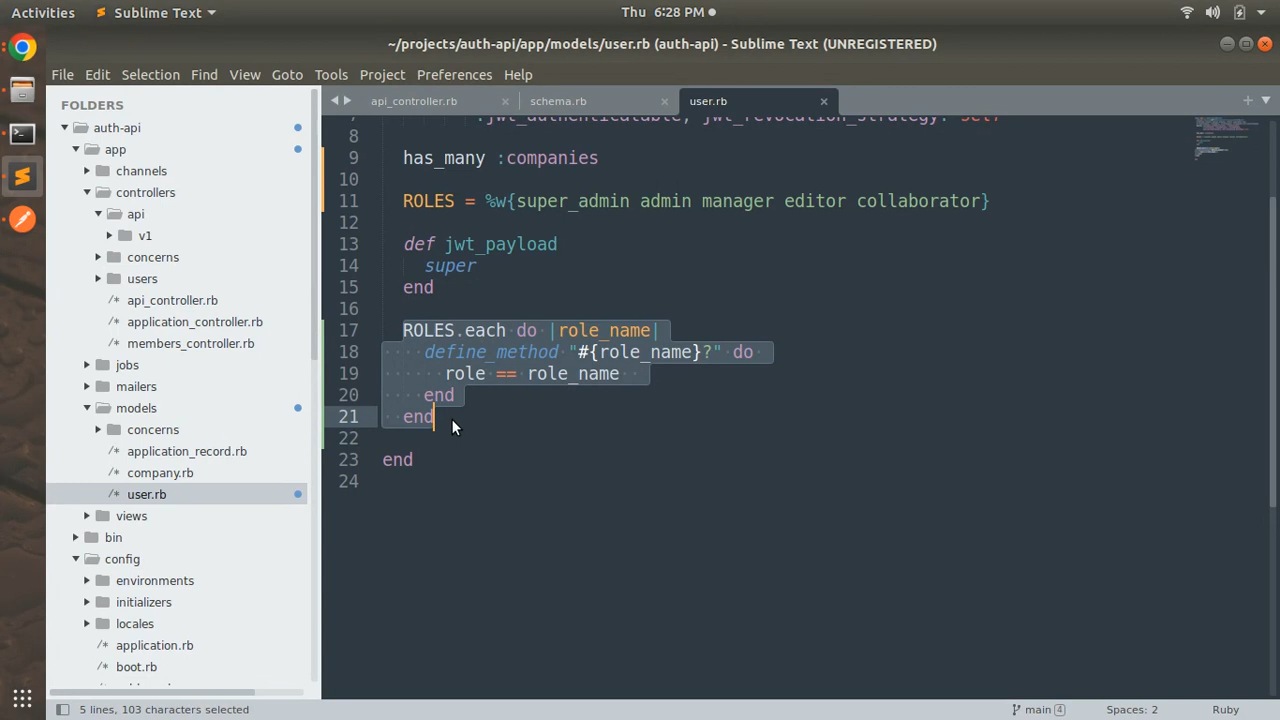 Activities
Sublime Text
Thu 6:28 PM
~/projects/auth-api/app/models/user.rb (auth-api) - Sublime Text (UNREGISTERED)
File Edit Selection Find View Goto Tools Project Preferences Help
FOLDERS
auth-api
app
channels
controllers
api
v1
concerns
users
/* api_controller.rb
/* application_controller.rb
/* members_controller.rb
jobs
mailers
models
concerns
/* application_record.rb
/* company.rb
/* user.rb
views
bin
config
environments
initializers
locales
/* application.rb
/* boot.rb
api_controller.rb × schema.rb × user.rb ×
7 :jwt_authenticatable, jwt_revocation_strategy: self
8
9 has_many :companies
10
11 ROLES = %w{super_admin admin manager editor collaborator}
12
13 def jwt_payload
14 super
15 end
16
17 ROLES.each do |role_name|
18 define_method "#{role_name}?" do
19 role == role_name
20 end
21 end
22
23 end
24
5 lines, 103 characters selected
main 4
Spaces: 2
Ruby